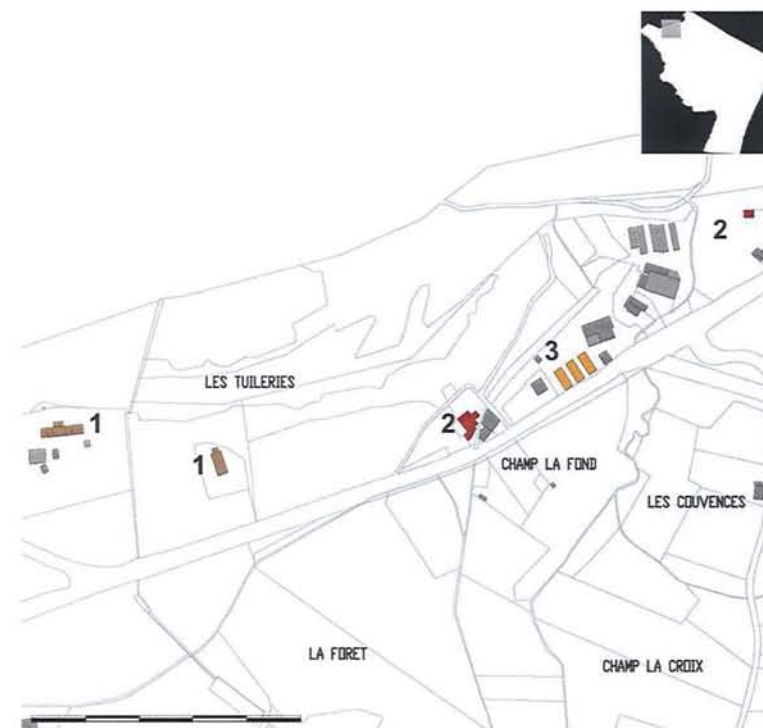 2
3
LES TUILERIES
1
2
1
CHAMP LA FOND
LES COUVENCES
LA FORET
CHAMP LA CROIX